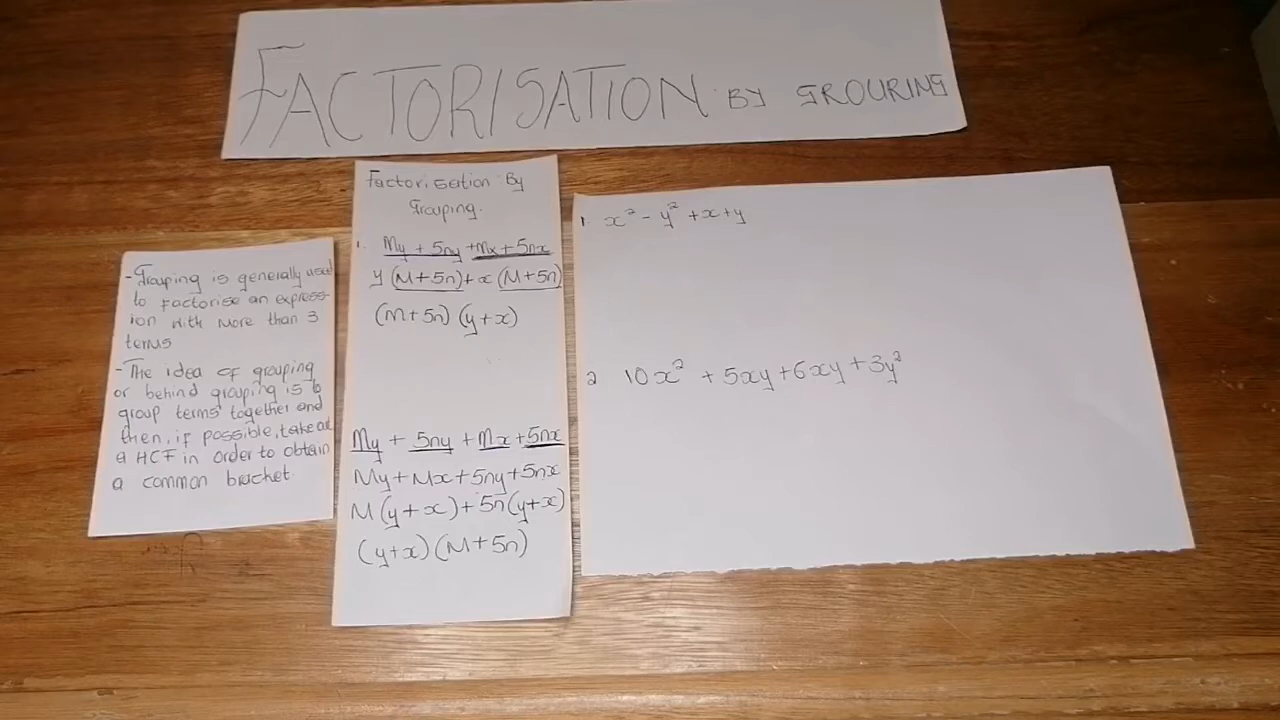 FACTORISATION BY GROUPING
- Grouping is generally used
to factorise an express-
ion with more than 3
terms
- The idea of grouping
or behind grouping is to
group terms together and
then, if possible, take out
a HCF in order to obtain
a common bracket.
Factorisation By
Grouping.
1. My + 5ny + Mx + 5nx
y (M+5n) + x (M+5n)
(M+5n) (y+x)
My + 5ny + Mx + 5nx
My + Mx + 5ny + 5nx
M(y+x) + 5n(y+x)
(y+x) (M+5n)
1. x² - y² + x + y
2 10x² + 5xy + 6xy + 3y²